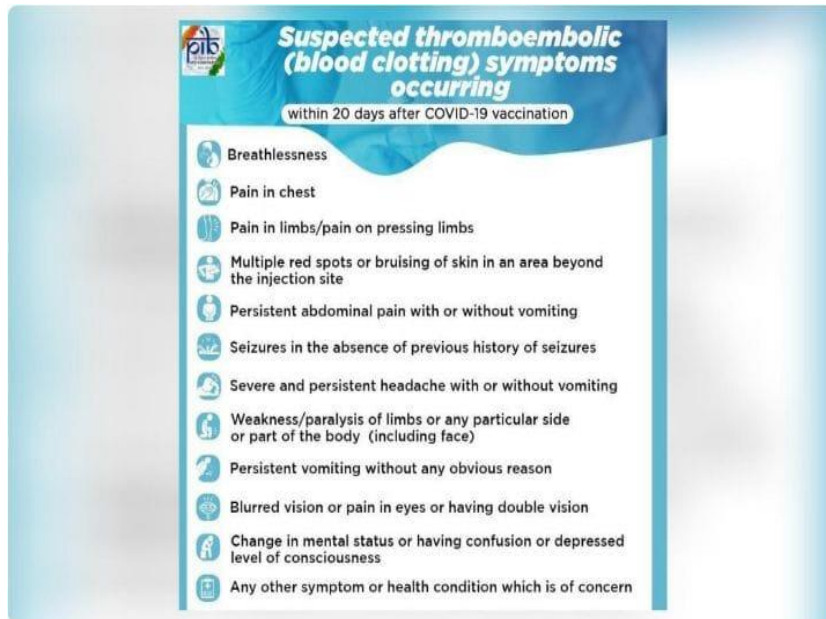 pib
Suspected thromboembolic
(blood clotting) symptoms
occurring
within 20 days after COVID-19 vaccination
Breathlessness
Pain in chest
Pain in limbs/pain on pressing limbs
Multiple red spots or bruising of skin in an area beyond
the injection site
Persistent abdominal pain with or without vomiting
Seizures in the absence of previous history of seizures
Severe and persistent headache with or without vomiting
Weakness/paralysis of limbs or any particular side
or part of the body (including face)
Persistent vomiting without any obvious reason
Blurred vision or pain in eyes or having double vision
Change in mental status or having confusion or depressed
level of consciousness
Any other symptom or health condition which is of concern